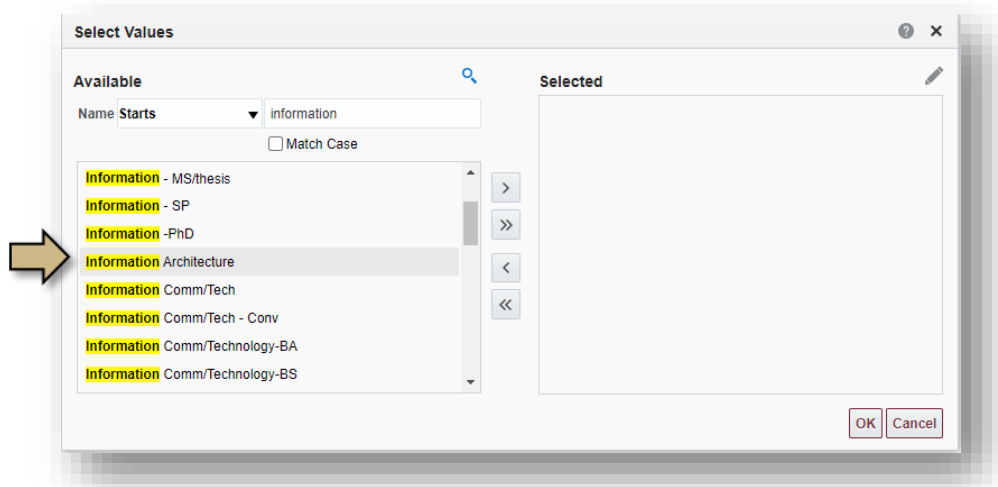 Select Values
Available
Selected
Name Starts information
Match Case
Information - MS/thesis
Information - SP
Information -PhD
Information Architecture
Information Comm/Tech
Information Comm/Tech - Conv
Information Comm/Technology-BA
Information Comm/Technology-BS
OK Cancel